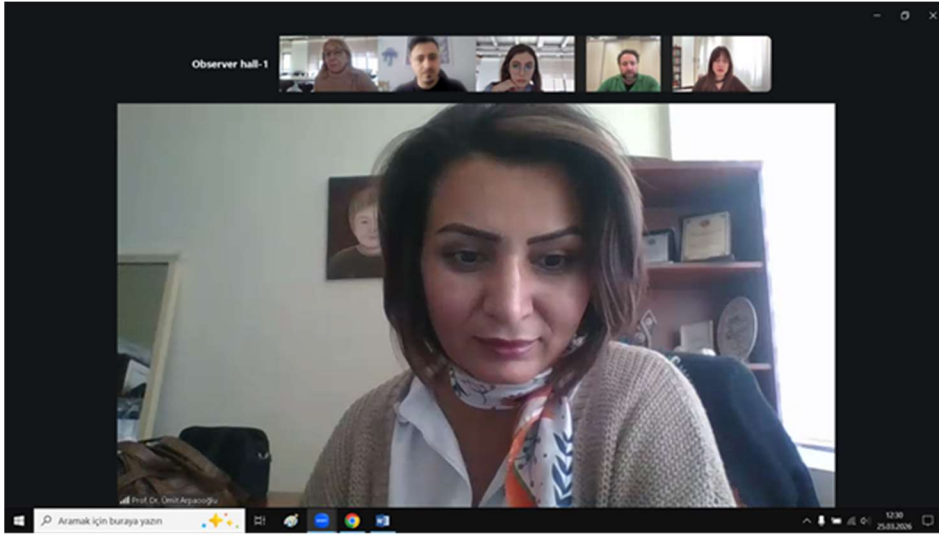 Observer hall-1
Prof. Dr. Ümit Arpacıoğlu
Aramak için buraya yazın
12:30
25.03.2026